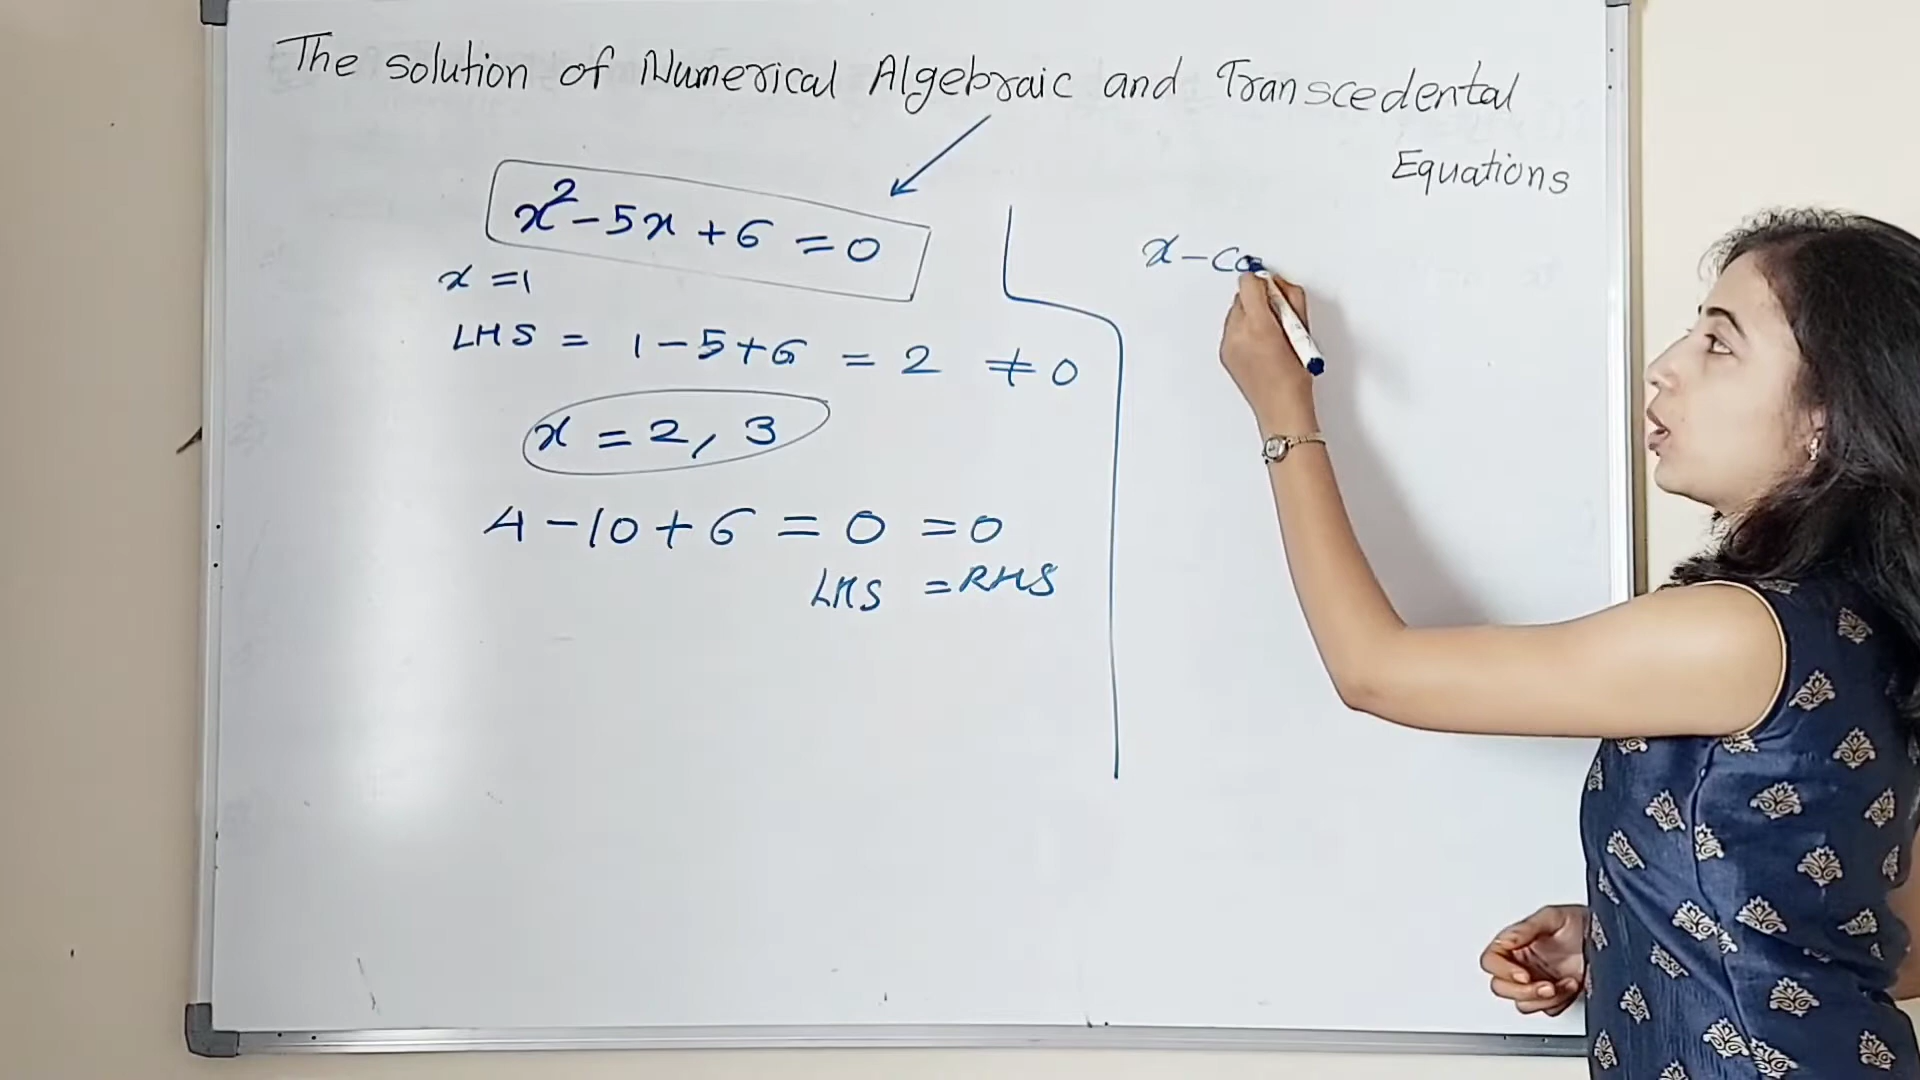 The solution of Numerical Algebraic and Transcedental
Equations
x² - 5x + 6 = 0
x = 1
LHS = 1 - 5 + 6 = 2 ≠ 0
x = 2, 3
4 - 10 + 6 = 0 = 0
LHS = RHS
x - co